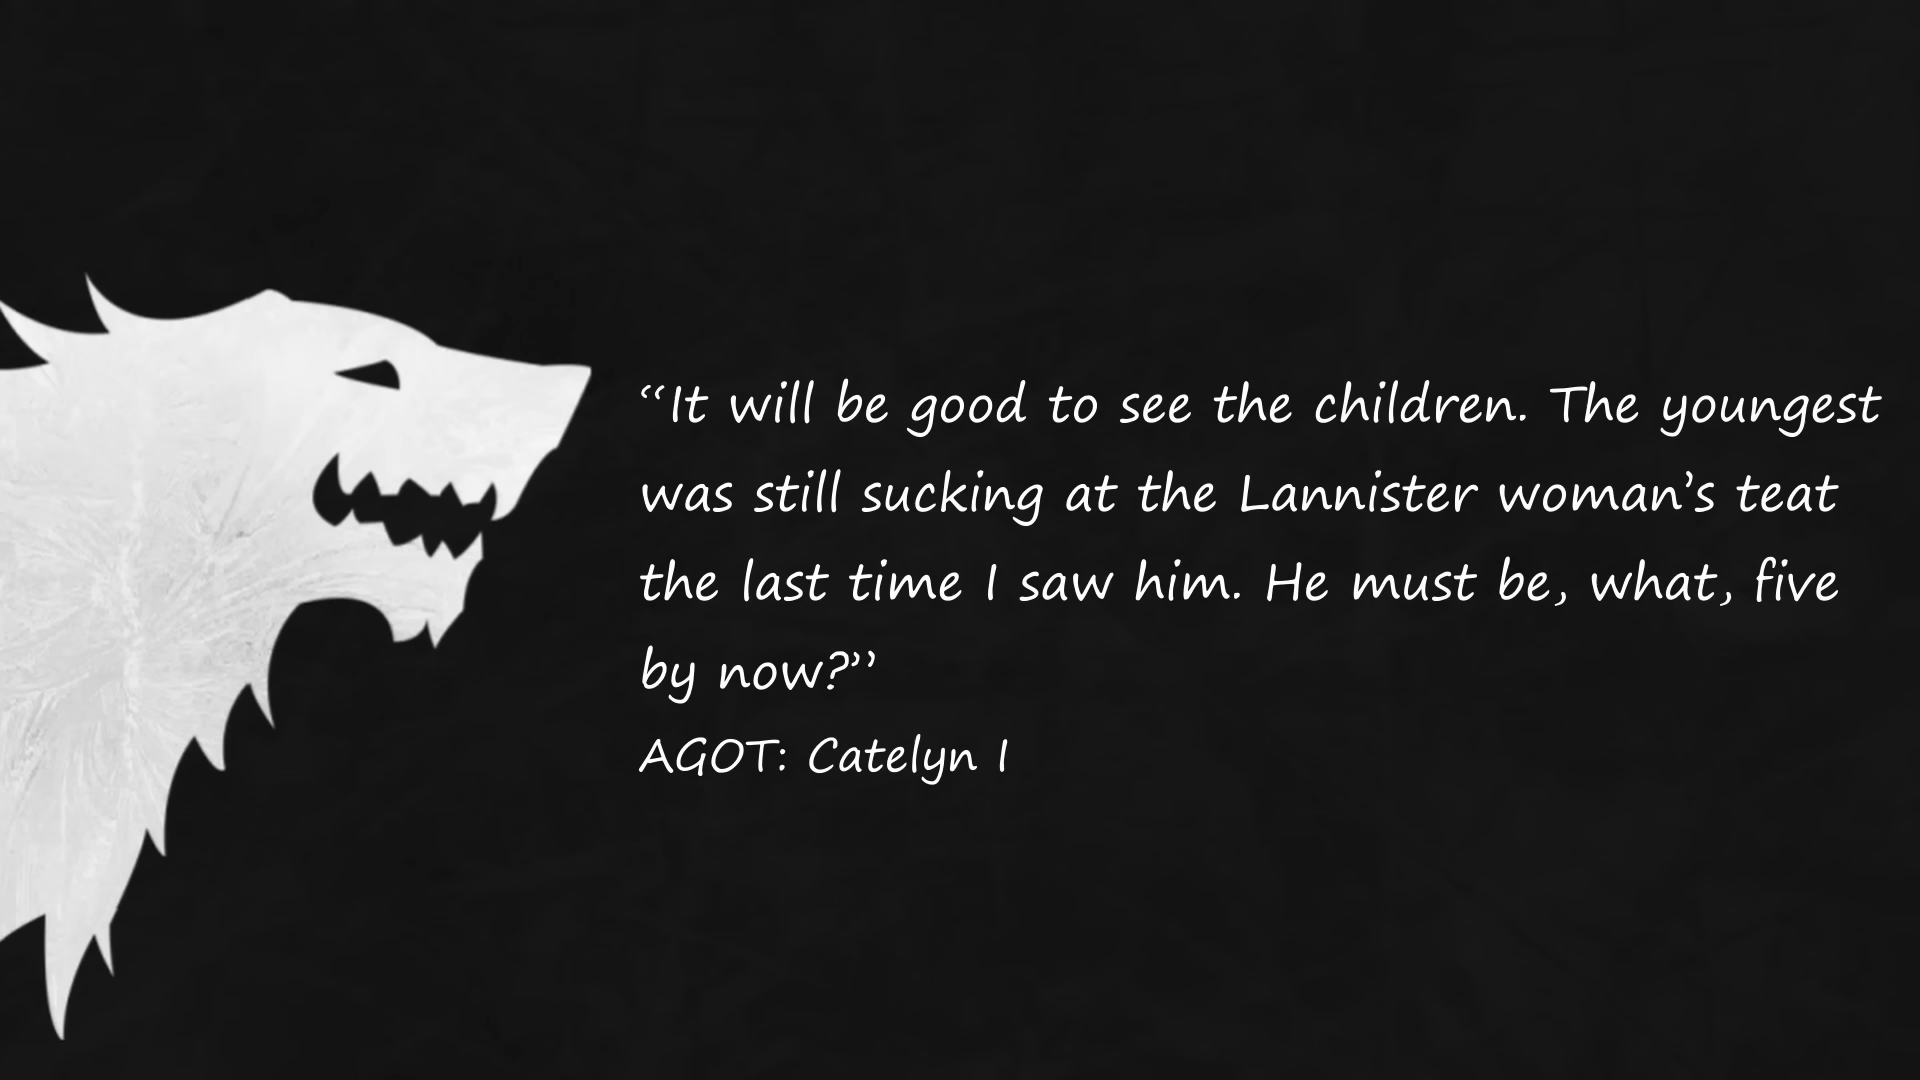 “It will be good to see the children. The youngest
was still sucking at the Lannister woman’s teat
the last time I saw him. He must be, what, five
by now?”
AGOT: Catelyn I